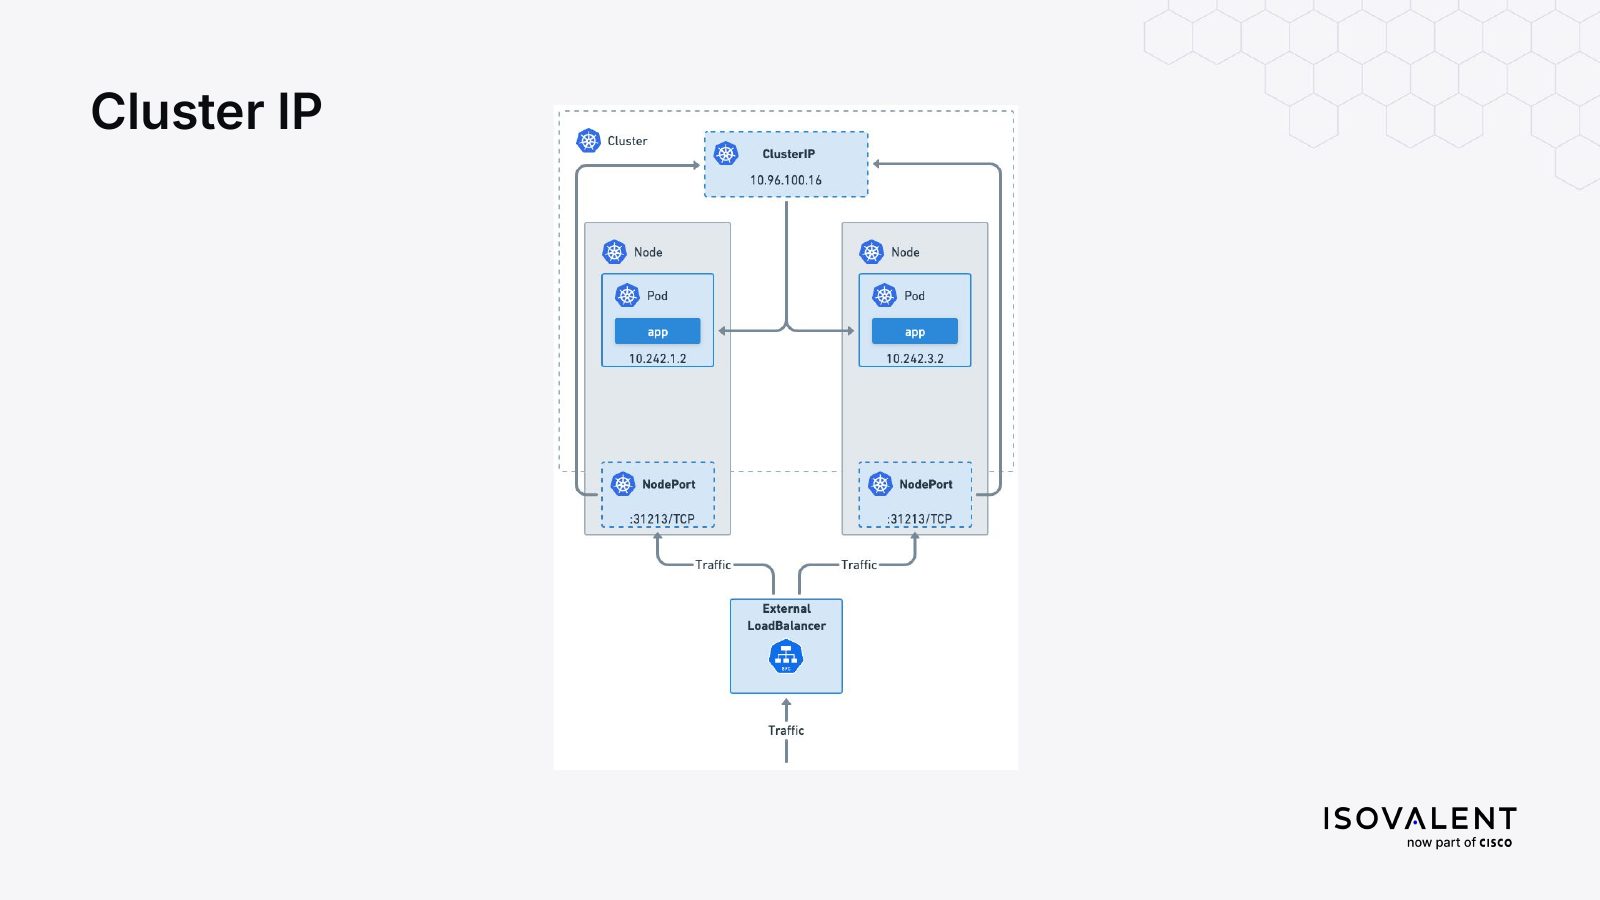 Cluster IP
Cluster
ClusterIP
10.96.100.16
Node
Pod
app
10.242.1.2
NodePort
:31213/TCP
Node
Pod
app
10.242.3.2
NodePort
:31213/TCP
Traffic
Traffic
External
LoadBalancer
Traffic
ISOVALENT
now part of CISCO